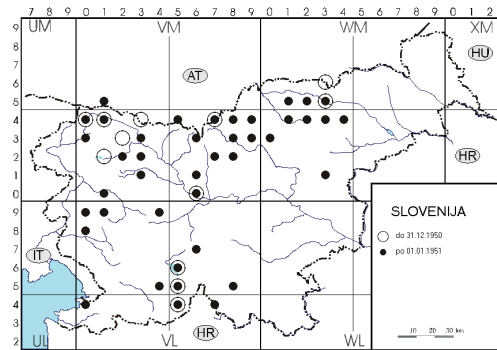 7 8 9 0 1 2 3 4 5 6 7 8 9 0 1 2 3 4 5 6 7 8 9 0 1 2
9 UM VM WM XM
8 HU
7
6 AT
5
4
3
2 HR
1
0
9 SLOVENIJA
8 do 31.12.1950
7 po 01.01.1951
6 IT
5
4
3 10 20 30 km
2 UL VL HR WL